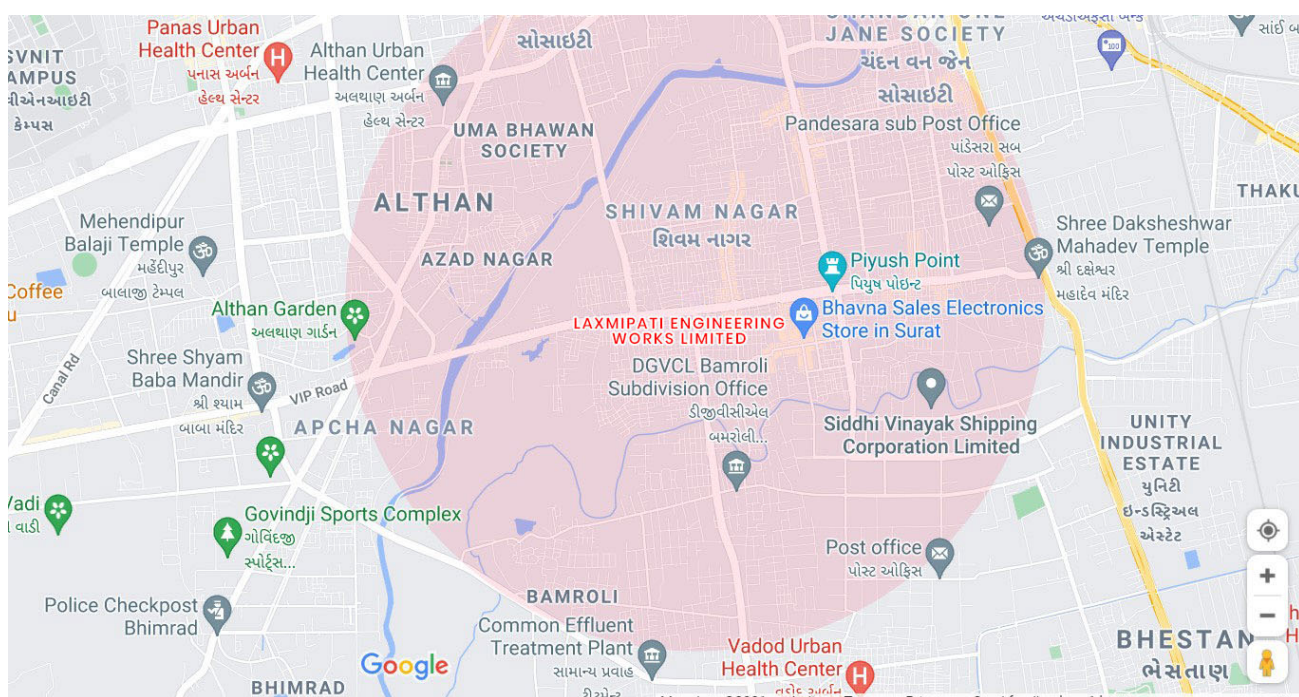 Panas Urban
Health Center
પનાસ અર્બન
હેલ્થ સેન્ટર
SVNIT
AMPUS
વીએનઆઇટી
કેમ્પસ
Althan Urban
Health Center
અલથાણ અર્બન
હેલ્થ સેન્ટર
સોસાઇટી
JANE SOCIETY
ચંદન વન જેન
સોસાઇટી
UMA BHAWAN
SOCIETY
Pandesara sub Post Office
પાંડેસરા સબ
પોસ્ટ ઓફિસ
THAKU
ALTHAN
SHIVAM NAGAR
શિવમ નાગર
Mehendipur
Balaji Temple
મહેંદીપુર
બાલાજી ટેમ્પલ
Shree Daksheshwar
Mahadev Temple
શ્રી દક્ષેશ્વર
મહાદેવ મંદિર
AZAD NAGAR
Piyush Point
પિયુષ પોઇન્ટ
Coffee
u
Althan Garden
અલથાણ ગાર્ડન
Bhavna Sales Electronics
Store in Surat
LAXMIPATI ENGINEERING
WORKS LIMITED
Canal Rd
Shree Shyam
Baba Mandir
શ્રી શ્યામ
બાબા મંદિર
VIP Road
DGVCL Bamroli
Subdivision Office
ડીજીવીસીએલ
બમરોલી...
APCHA NAGAR
Siddhi Vinayak Shipping
Corporation Limited
UNITY
INDUSTRIAL
ESTATE
યુનિટી
ઇન્ડસ્ટ્રિઅલ
એસ્ટેટ
Vadi
વાડી
Govindji Sports Complex
ગોવિંદજી
સ્પોર્ટ્સ...
Post office
પોસ્ટ ઓફિસ
Police Checkpost
Bhimrad
BAMROLI
Common Effluent
Treatment Plant
સામાન્ય પ્રવાહ
Vadod Urban
Health Center
BHESTAN
ભેસતાણ
Google
BHIMRAD